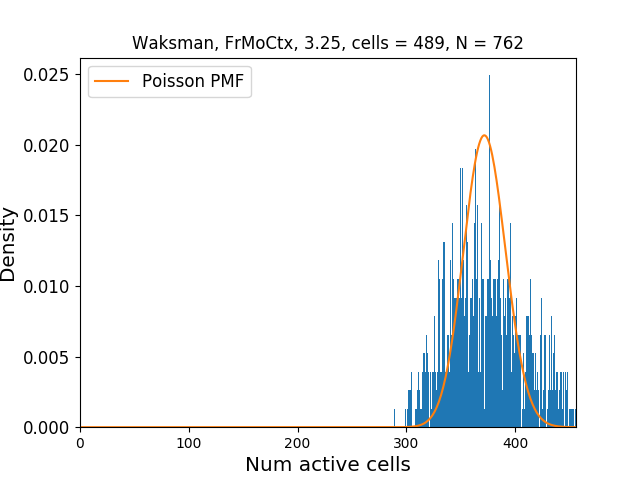 Waksman, FrMoCtx, 3.25, cells = 489, N = 762
Poisson PMF
Density
0.025
0.020
0.015
0.010
0.005
0.000
0 100 200 300 400
Num active cells